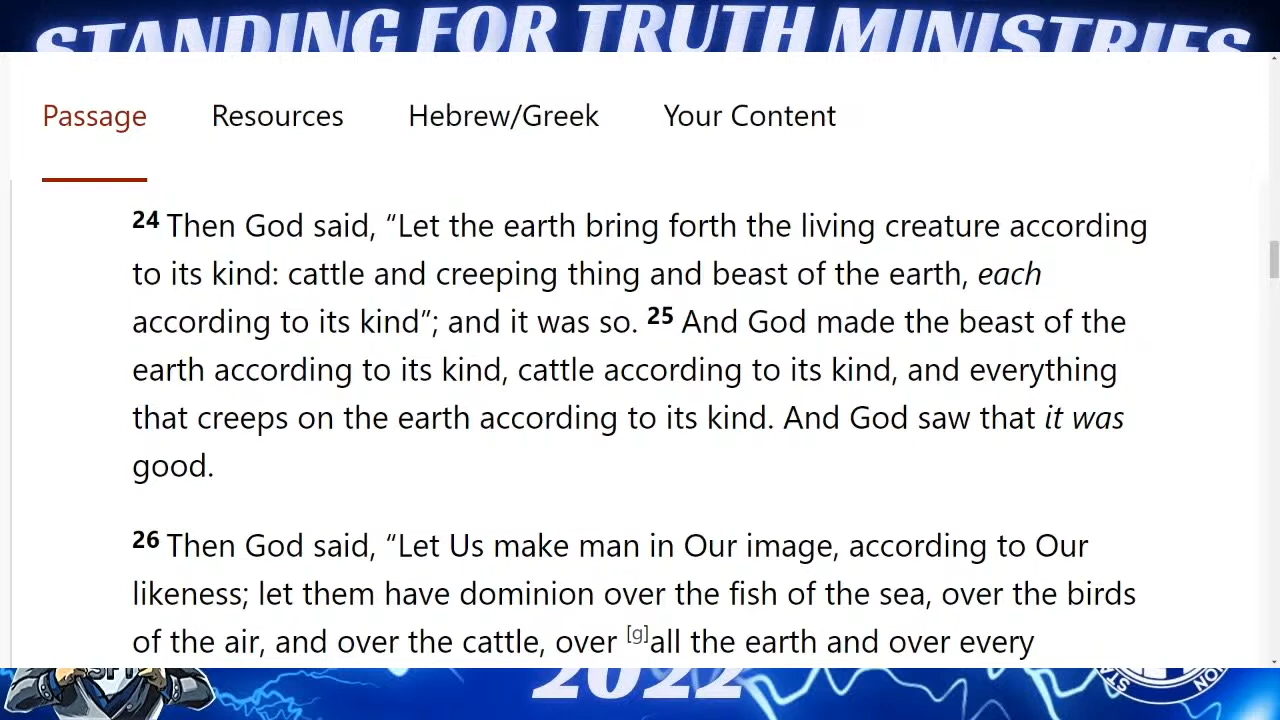 STANDING FOR TRUTH MINISTRIES
Passage Resources Hebrew/Greek Your Content
24 Then God said, “Let the earth bring forth the living creature according
to its kind: cattle and creeping thing and beast of the earth, each
according to its kind”; and it was so. 25 And God made the beast of the
earth according to its kind, cattle according to its kind, and everything
that creeps on the earth according to its kind. And God saw that it was
good.
26 Then God said, “Let Us make man in Our image, according to Our
likeness; let them have dominion over the fish of the sea, over the birds
of the air, and over the cattle, over [g]all the earth and over every
2022